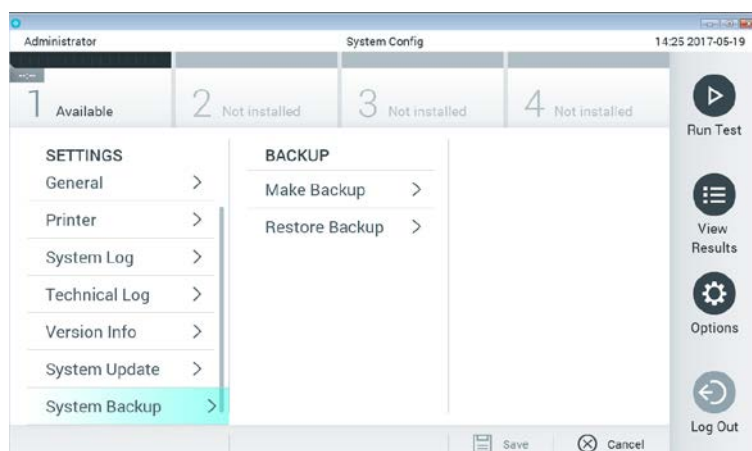 Administrator System Config 14:25 2017-05-19
--:--
1 Available 2 Not installed 3 Not installed 4 Not installed
Run Test
SETTINGS
General
Printer
System Log
Technical Log
Version Info
System Update
System Backup
BACKUP
Make Backup
Restore Backup
View
Results
Options
Log Out
Save Cancel